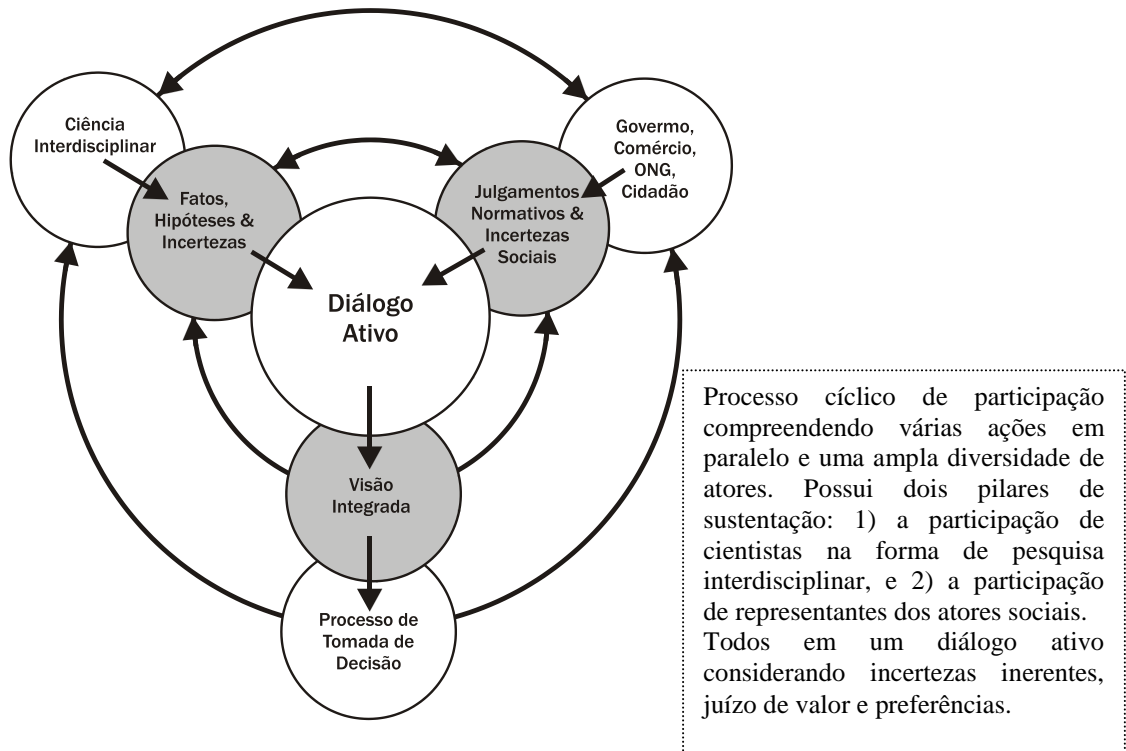 Ciência
Interdisciplinar
Governo,
Comércio,
ONG,
Cidadão
Fatos,
Hipóteses &
Incertezas
Julgamentos
Normativos &
Incertezas
Sociais
Diálogo
Ativo
Visão
Integrada
Processo de
Tomada de
Decisão
Processo cíclico de participação
compreendendo várias ações em
paralelo e uma ampla diversidade de
atores. Possui dois pilares de
sustentação: 1) a participação de
cientistas na forma de pesquisa
interdisciplinar, e 2) a participação
de representantes dos atores sociais.
Todos em um diálogo ativo
considerando incertezas inerentes,
juízo de valor e preferências.